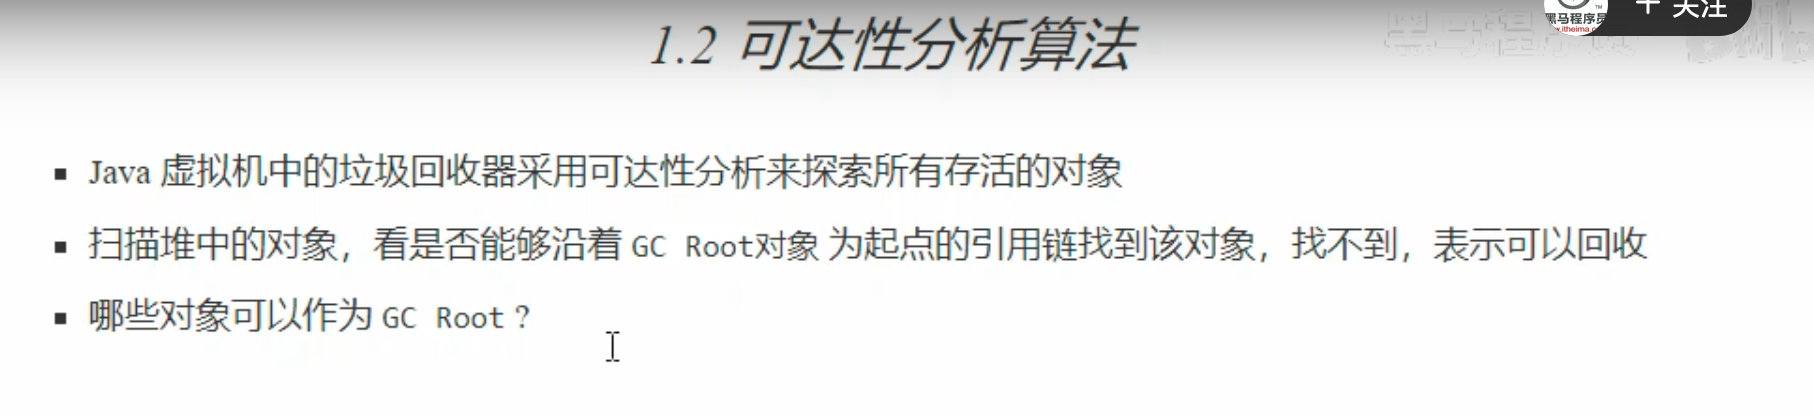 + 关注
黑马程序员
1.2 可达性分析算法
Java 虚拟机中的垃圾回收器采用可达性分析来探索所有存活的对象
扫描堆中的对象，看是否能够沿着 GC Root对象 为起点的引用链找到该对象，找不到，表示可以回收
哪些对象可以作为 GC Root ?